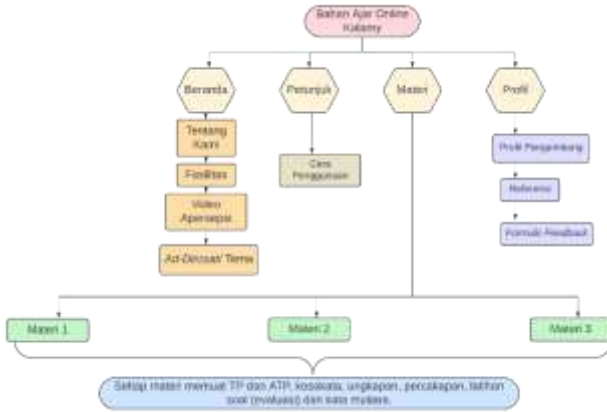 Bahan Ajar Online
Kalamy
Beranda
Petunjuk
Materi
Profil
Tentang
Kami
Fasilitas
Video
Apersepsi
Ad-Dirosah/ Tema
Cara
Penggunaan
Profil Pengembang
Referensi
Formulir Feedback
Materi 1
Materi 2
Materi 3
Setiap materi memuat TP dan ATP, kosakata, ungkapan, percakapan, latihan
soal (evaluasi) dan kata mutiara.